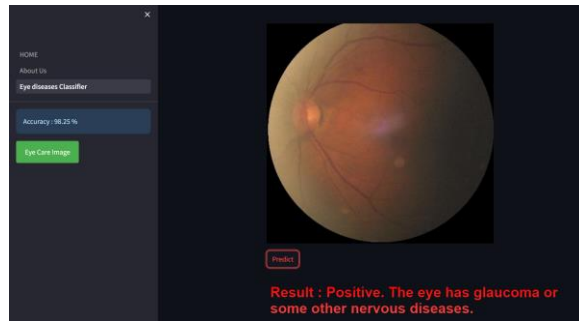 ×
HOME
About Us
Eye diseases Classifier
Accuracy : 98.25 %
Eye Care Image
Predict
Result : Positive. The eye has glaucoma or
some other nervous diseases.